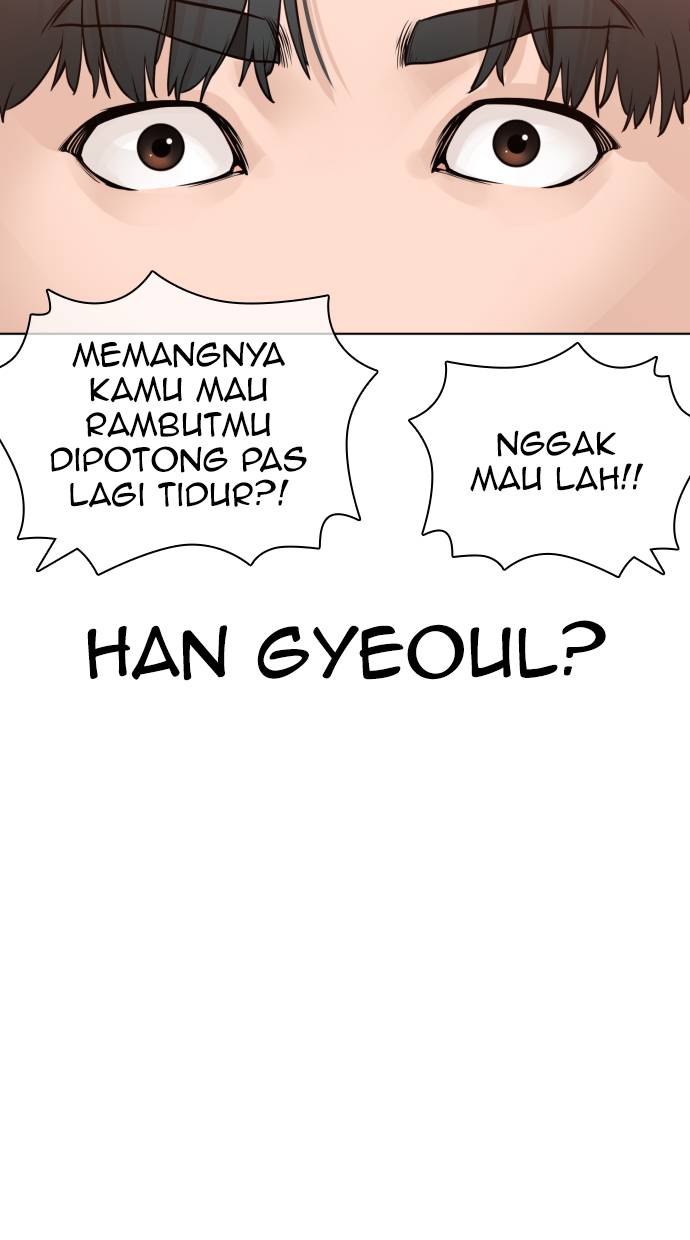 MEMANGNYA
KAMU MAU
RAMBUTMU
DIPOTONG PAS
LAGI TIDUR?!
NGGAK
MAU LAH!!
HAN GYEOUL?